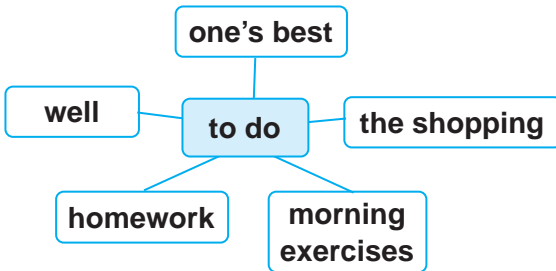 one's best
well
to do
the shopping
homework
morning
exercises